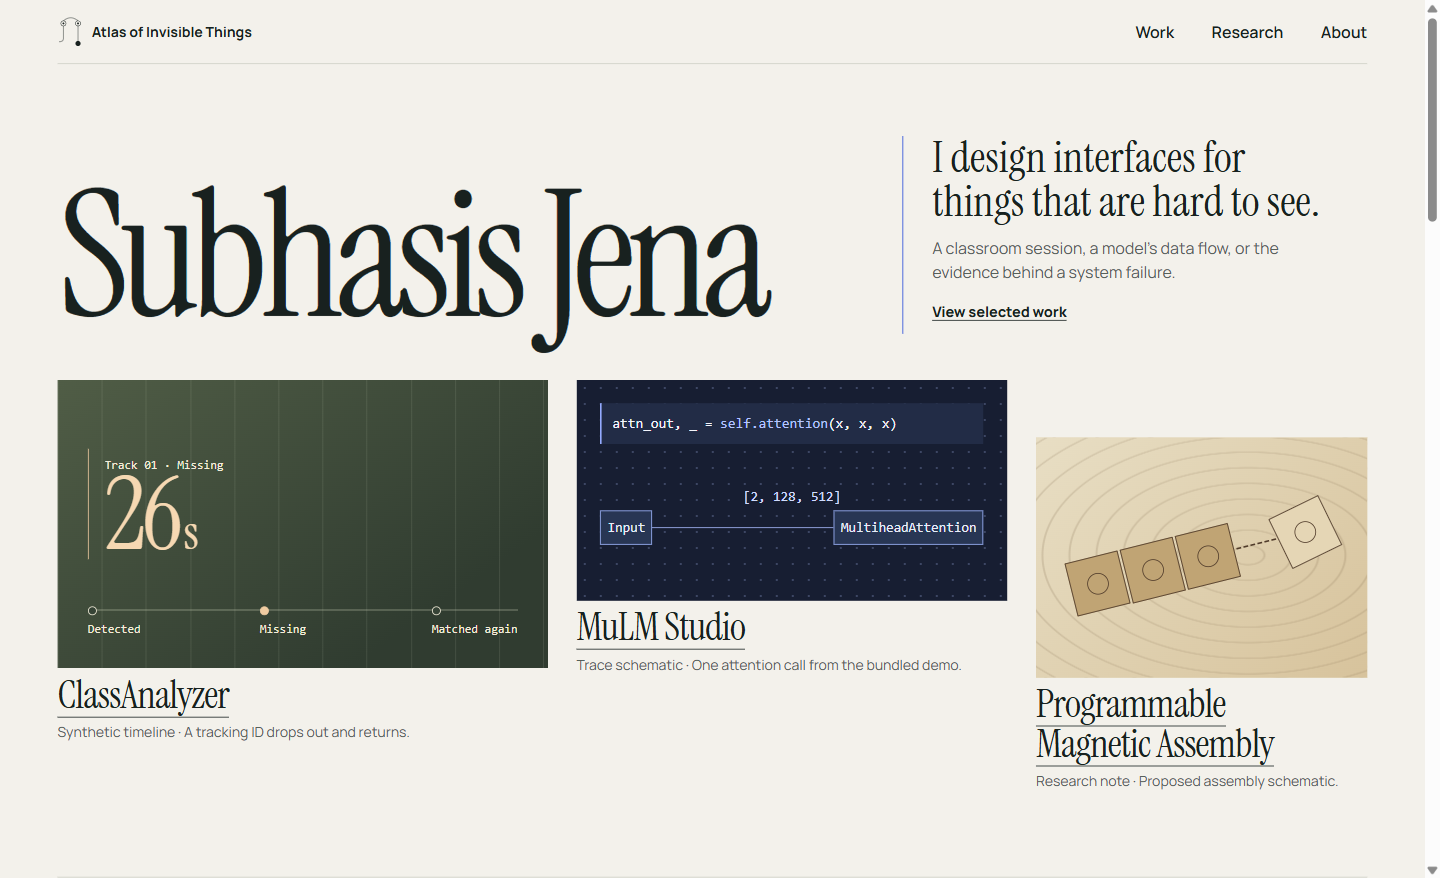 Atlas of Invisible Things
Work
Research
About
Subhasis Jena
I design interfaces for
things that are hard to see.
A classroom session, a model's data flow, or the
evidence behind a system failure.
View selected work
Track 01 · Missing
26s
Detected
Missing
Matched again
ClassAnalyzer
Synthetic timeline · A tracking ID drops out and returns.
attn_out, _ = self.attention(x, x, x)
[2, 128, 512]
Input
MultiheadAttention
MuLM Studio
Trace schematic · One attention call from the bundled demo.
Programmable
Magnetic Assembly
Research note · Proposed assembly schematic.